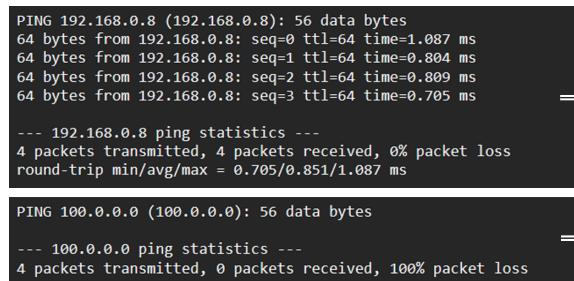 PING 192.168.0.8 (192.168.0.8): 56 data bytes
64 bytes from 192.168.0.8: seq=0 ttl=64 time=1.087 ms
64 bytes from 192.168.0.8: seq=1 ttl=64 time=0.804 ms
64 bytes from 192.168.0.8: seq=2 ttl=64 time=0.809 ms
64 bytes from 192.168.0.8: seq=3 ttl=64 time=0.705 ms
--- 192.168.0.8 ping statistics ---
4 packets transmitted, 4 packets received, 0% packet loss
round-trip min/avg/max = 0.705/0.851/1.087 ms
PING 100.0.0.0 (100.0.0.0): 56 data bytes
--- 100.0.0.0 ping statistics ---
4 packets transmitted, 0 packets received, 100% packet loss